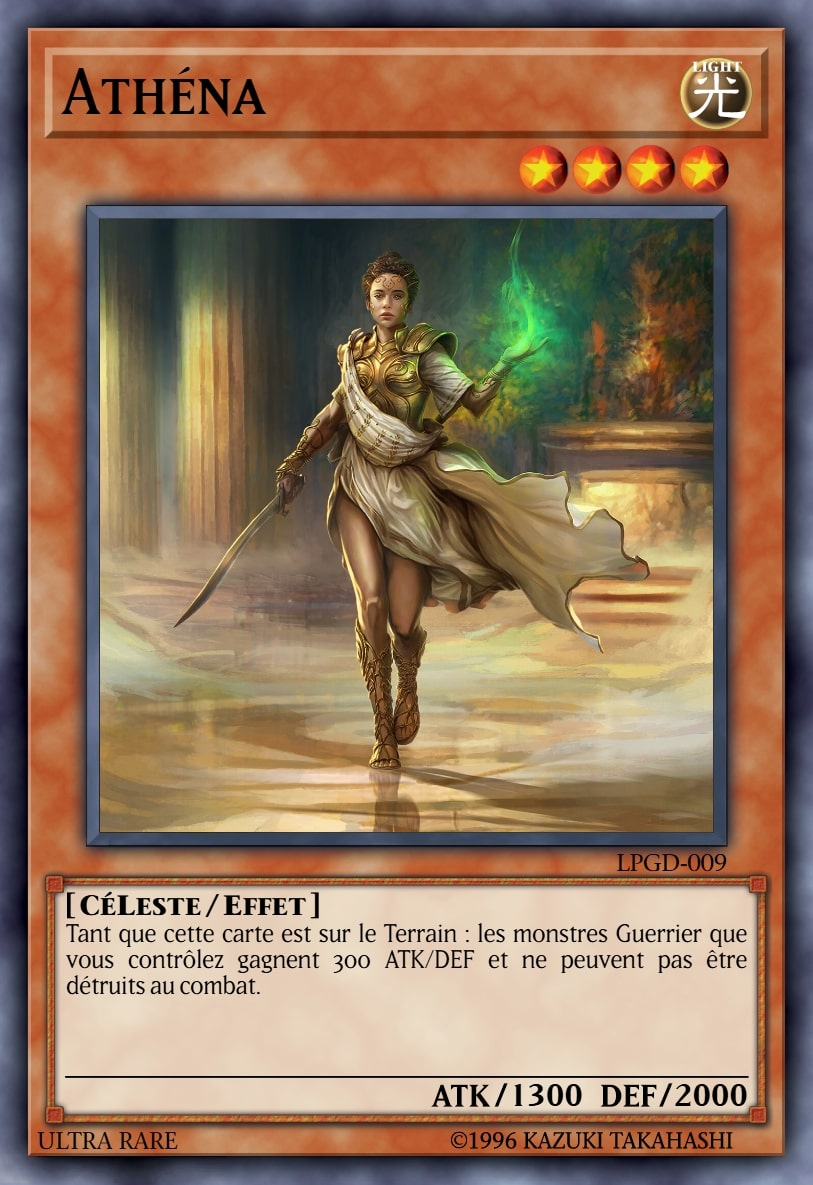 Athéna
LIGHT
光
LPGD-009
[CéLeste/Effet]
Tant que cette carte est sur le Terrain : les monstres Guerrier que
vous contrôlez gagnent 300 ATK/DEF et ne peuvent pas être
détruits au combat.
ATK/1300 DEF/2000
ULTRA RARE
©1996 KAZUKI TAKAHASHI